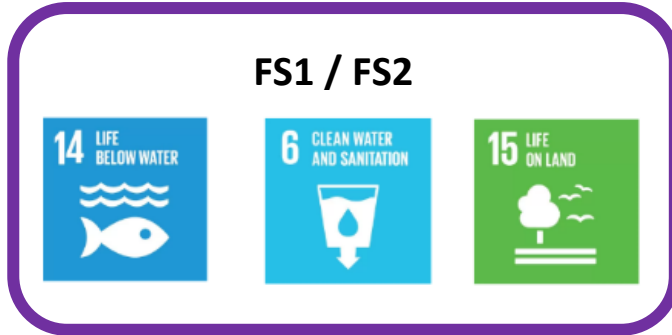 FS1 / FS2
14 LIFE
BELOW WATER
6 CLEAN WATER
AND SANITATION
15 LIFE
ON LAND